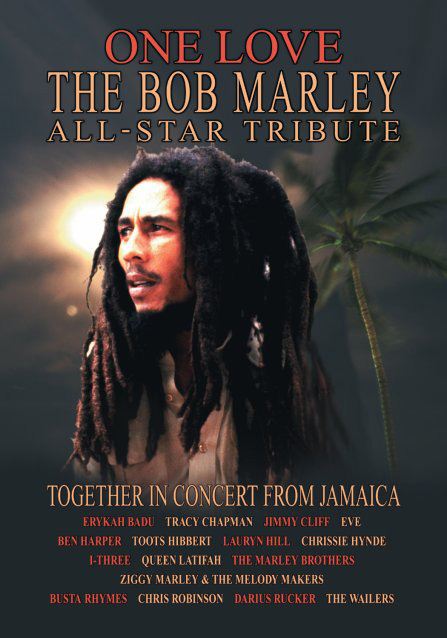 ONE LOVE
THE BOB MARLEY
ALL-STAR TRIBUTE
TOGETHER IN CONCERT FROM JAMAICA
ERYKAH BADU TRACY CHAPMAN JIMMY CLIFF EVE
BEN HARPER TOOTS HIBBERT LAURYN HILL CHRISSIE HYNDE
I-THREE QUEEN LATIFAH THE MARLEY BROTHERS
ZIGGY MARLEY & THE MELODY MAKERS
BUSTA RHYMES CHRIS ROBINSON DARIUS RUCKER THE WAILERS